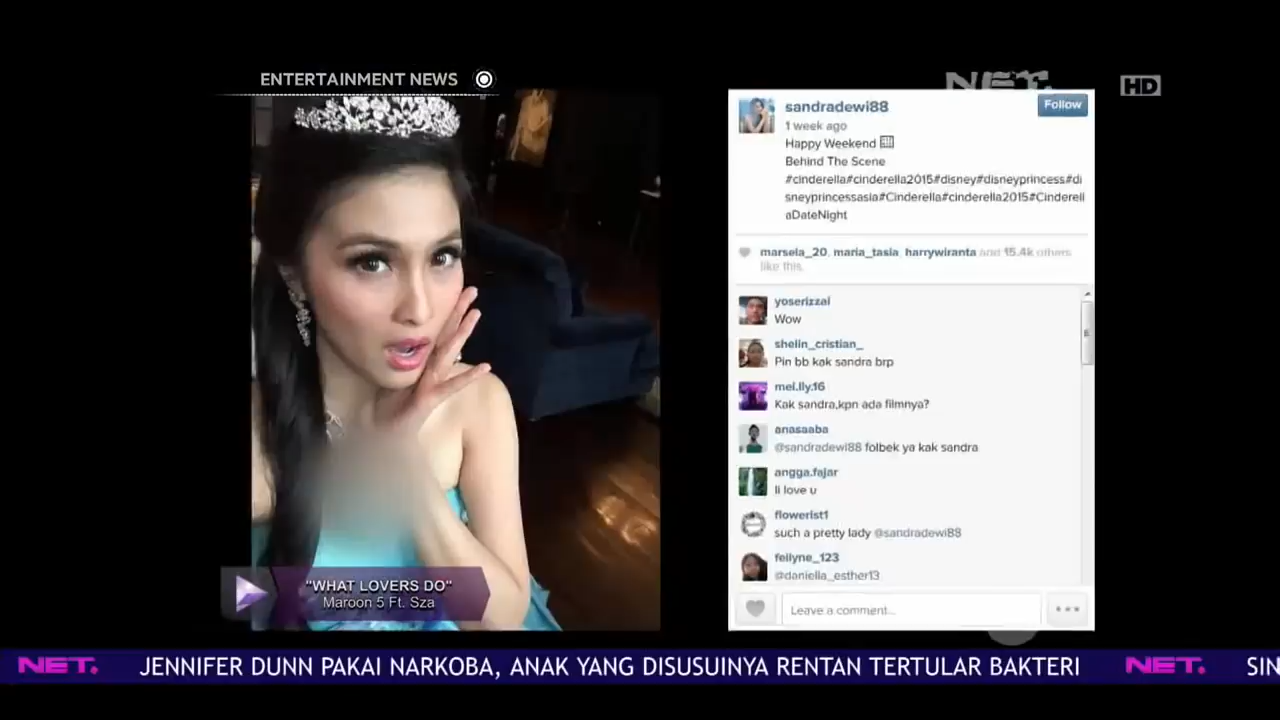 ENTERTAINMENT NEWS
NET.
HD
sandradewi88
Follow
1 week ago
Happy Weekend
Behind The Scene
#cinderella#cinderella2015#disney#disneyprincess#di
sneyprincessasia#Cinderella#cinderella2015#Cinderell
aDateNight
marsela_20, maria_tasia, harrywiranta and 15.4k others
like this.
yoserizzal
Wow
shelin_cristian_
Pin bb kak sandra brp
mei.lly.16
Kak sandra,kpn ada filmnya?
anasaaba
@sandradewi88 folbek ya kak sandra
angga.fajar
Ii love u
flowerist1
such a pretty lady @sandradewi88
feilyne_123
@daniella_esther13
Leave a comment...
"WHAT LOVERS DO"
Maroon 5 Ft. Sza
NET. JENNIFER DUNN PAKAI NARKOBA, ANAK YANG DISUSUINYA RENTAN TERTULAR BAKTERI NET. SIN